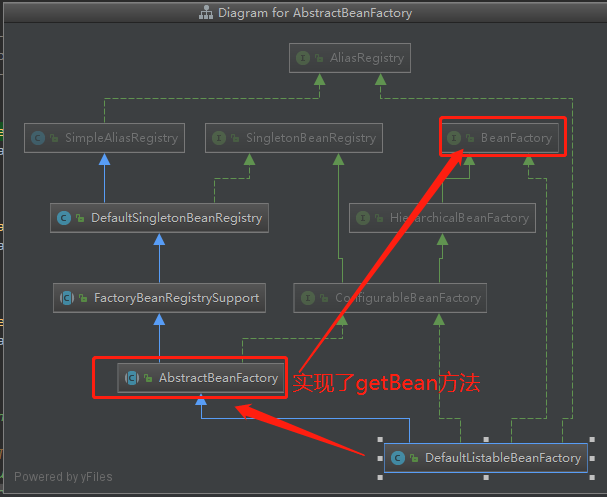 Diagram for AbstractBeanFactory
AliasRegistry
SimpleAliasRegistry
SingletonBeanRegistry
BeanFactory
DefaultSingletonBeanRegistry
HierarchicalBeanFactory
FactoryBeanRegistrySupport
ConfigurableBeanFactory
AbstractBeanFactory
实现了getBean方法
DefaultListableBeanFactory
Powered by yFiles